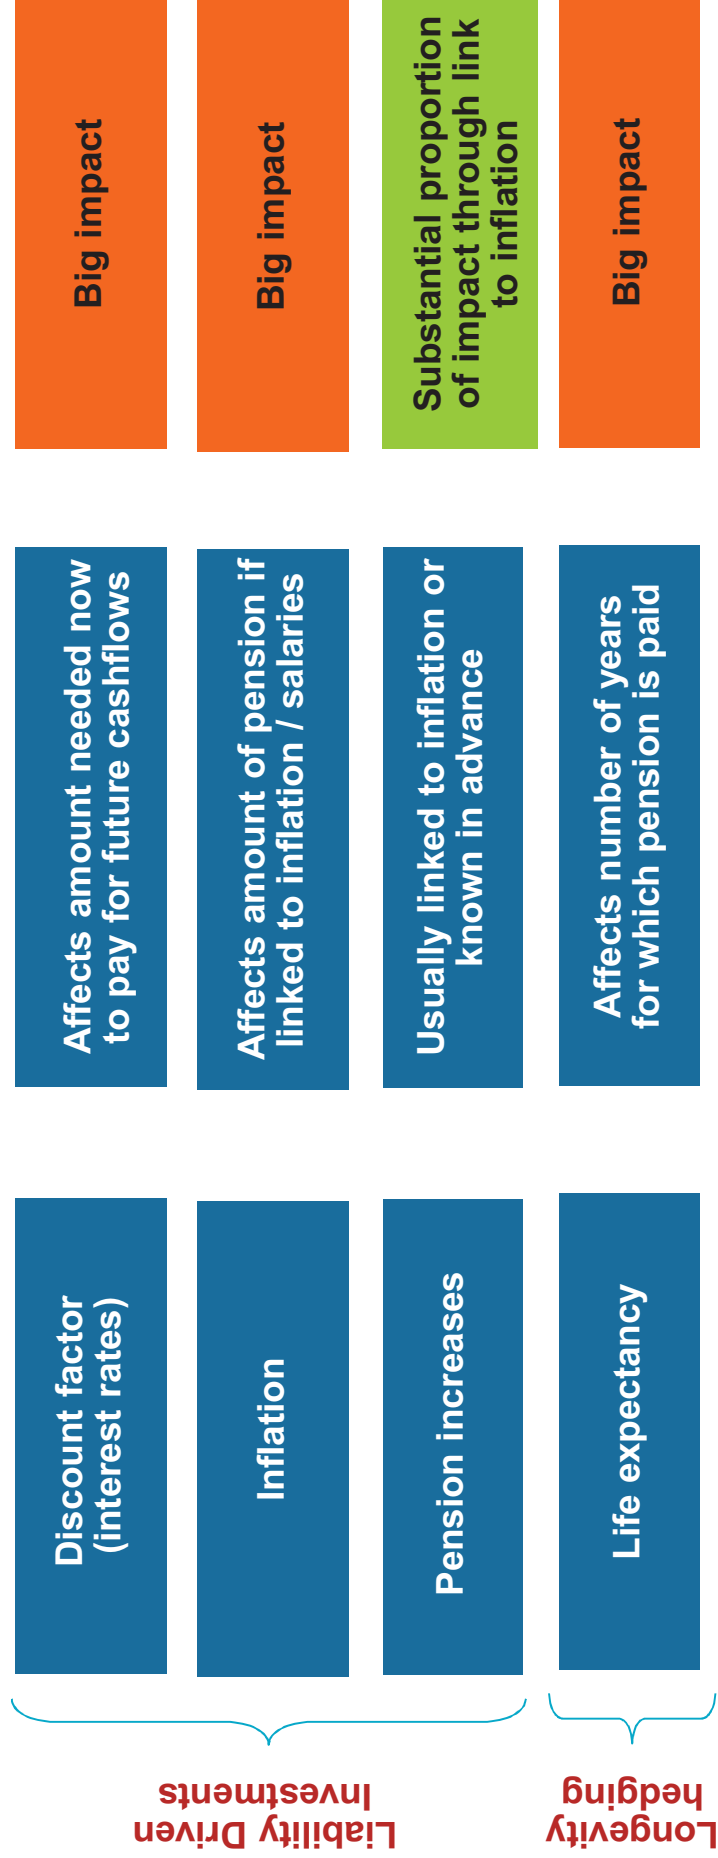 Liability Driven
Investments
Discount factor
(interest rates)
Affects amount needed now
to pay for future cashflows
Big impact
Inflation
Affects amount of pension if
linked to inflation / salaries
Big impact
Pension increases
Usually linked to inflation or
known in advance
Substantial proportion
of impact through link
to inflation
Longevity
hedging
Life expectancy
Affects number of years
for which pension is paid
Big impact